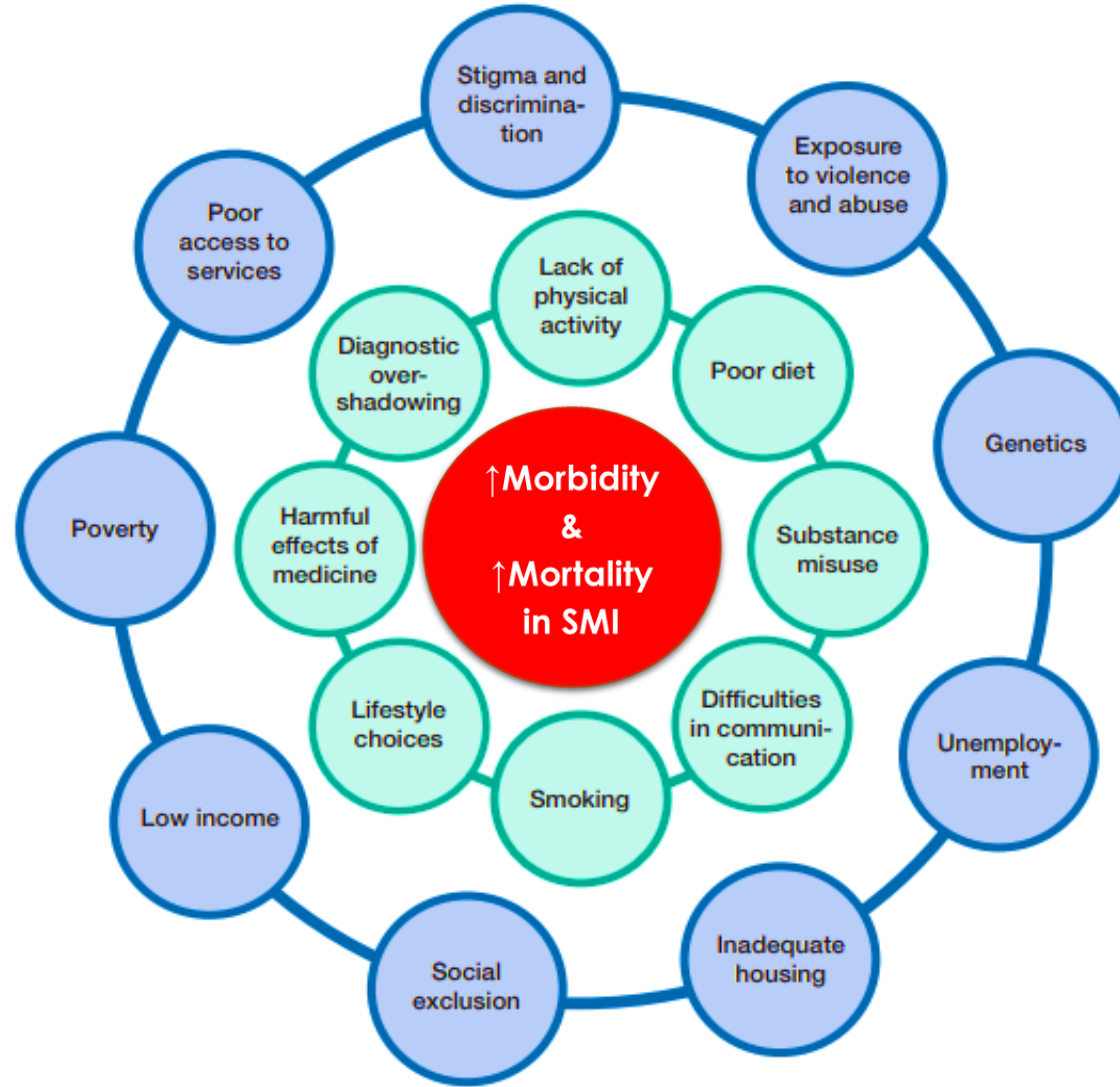 Stigma and
discrimina-
tion
Exposure
to violence
and abuse
Genetics
Unemploy-
ment
Inadequate
housing
Social
exclusion
Low income
Poverty
Poor
access to
services
Lack of
physical
activity
Poor diet
Substance
misuse
Difficulties
in communi-
cation
Smoking
Lifestyle
choices
Harmful
effects of
medicine
Diagnostic
over-
shadowing
↑Morbidity
&
↑Mortality
in SMI